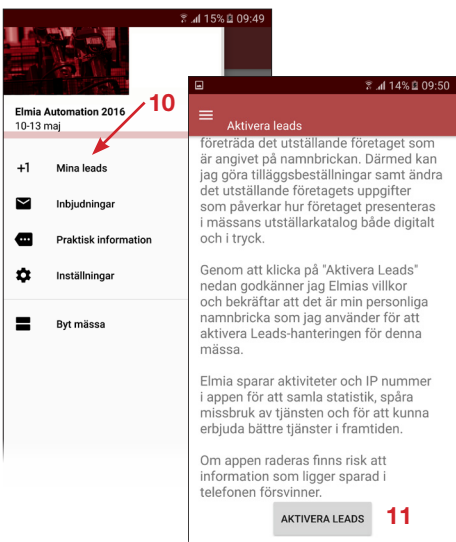 15% 09:49
Elmia Automation 2016
10-13 maj
10
+1 Mina leads
Inbjudningar
Praktisk information
Inställningar
Byt mässa
14% 09:50
Aktivera leads
företräda det utställande företaget som
är angivet på namnbrickan. Därmed kan
jag göra tilläggsbeställningar samt ändra
det utställande företagets uppgifter
som påverkar hur företaget presenteras
i mässans utställarkatalog både digitalt
och i tryck.
Genom att klicka på "Aktivera Leads"
nedan godkänner jag Elmias villkor
och bekräftar att det är min personliga
namnbricka som jag använder för att
aktivera Leads-hanteringen för denna
mässa.
Elmia sparar aktiviteter och IP nummer
i appen för att samla statistik, spåra
missbruk av tjänsten och för att kunna
erbjuda bättre tjänster i framtiden.
Om appen raderas finns risk att
information som ligger sparad i
telefonen försvinner.
AKTIVERA LEADS
11